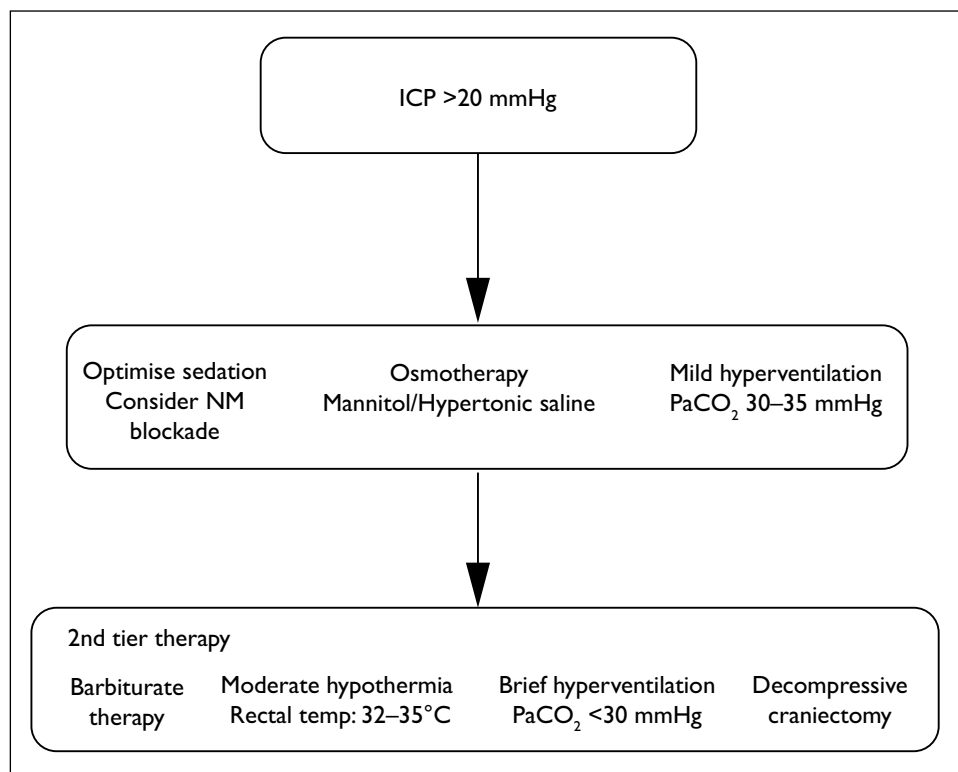 ICP >20 mmHg
Optimise sedation
Consider NM
blockade
Osmotherapy
Mannitol/Hypertonic saline
Mild hyperventilation
PaCO₂ 30–35 mmHg
2nd tier therapy
Barbiturate
therapy
Moderate hypothermia
Rectal temp: 32–35°C
Brief hyperventilation
PaCO₂ <30 mmHg
Decompressive
craniectomy